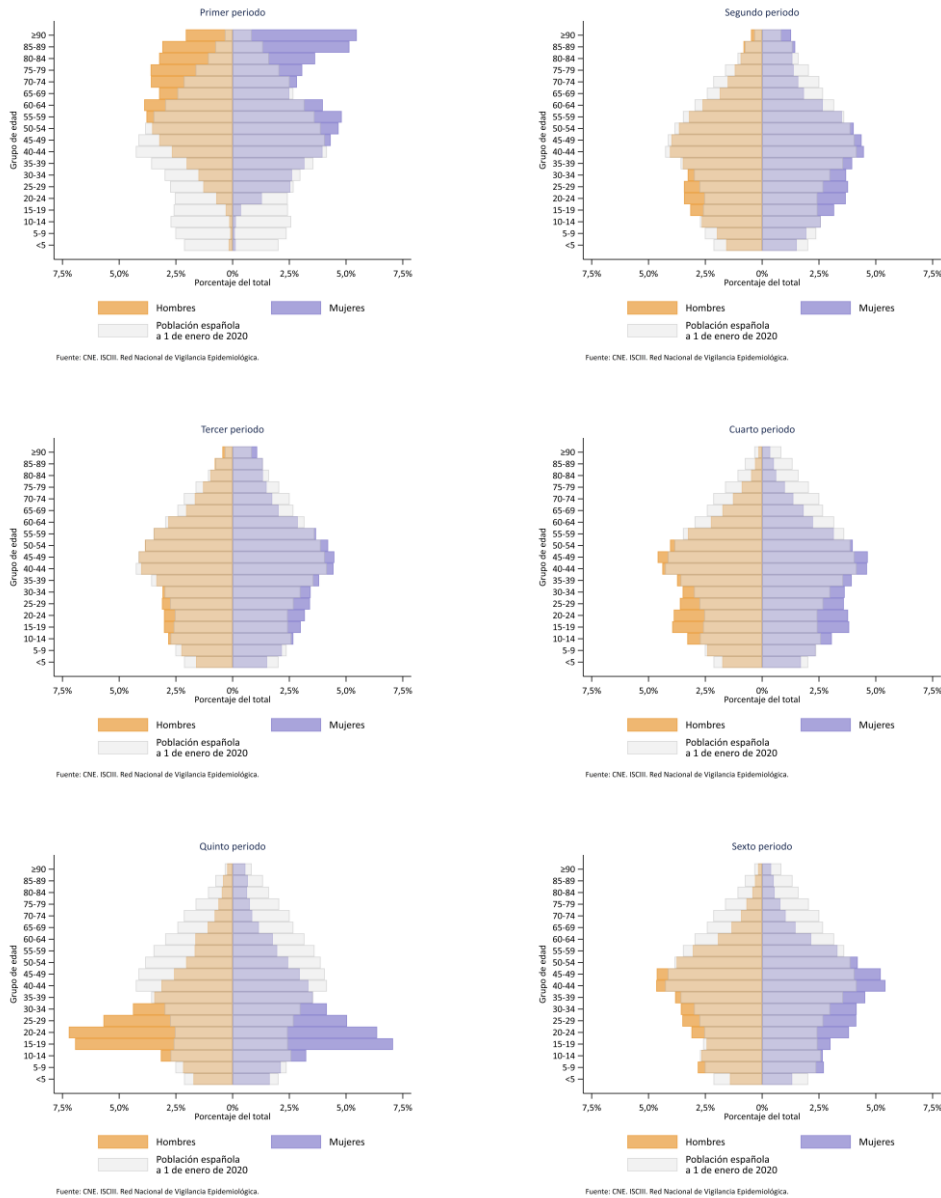 Primer periodo
Grupo de edad
≥90
85-89
80-84
75-79
70-74
65-69
60-64
55-59
50-54
45-49
40-44
35-39
30-34
25-29
20-24
15-19
10-14
5-9
<5
7,5% 5,0% 2,5% 0% 2,5% 5,0% 7,5%
Porcentaje del total
Hombres Mujeres
Población española
a 1 de enero de 2020
Fuente: CNE. ISCIII. Red Nacional de Vigilancia Epidemiológica.
Segundo periodo
Grupo de edad
≥90
85-89
80-84
75-79
70-74
65-69
60-64
55-59
50-54
45-49
40-44
35-39
30-34
25-29
20-24
15-19
10-14
5-9
<5
7,5% 5,0% 2,5% 0% 2,5% 5,0% 7,5%
Porcentaje del total
Hombres Mujeres
Población española
a 1 de enero de 2020
Fuente: CNE. ISCIII. Red Nacional de Vigilancia Epidemiológica.
Tercer periodo
Grupo de edad
≥90
85-89
80-84
75-79
70-74
65-69
60-64
55-59
50-54
45-49
40-44
35-39
30-34
25-29
20-24
15-19
10-14
5-9
<5
7,5% 5,0% 2,5% 0% 2,5% 5,0% 7,5%
Porcentaje del total
Hombres Mujeres
Población española
a 1 de enero de 2020
Fuente: CNE. ISCIII. Red Nacional de Vigilancia Epidemiológica.
Cuarto periodo
Grupo de edad
≥90
85-89
80-84
75-79
70-74
65-69
60-64
55-59
50-54
45-49
40-44
35-39
30-34
25-29
20-24
15-19
10-14
5-9
<5
7,5% 5,0% 2,5% 0% 2,5% 5,0% 7,5%
Porcentaje del total
Hombres Mujeres
Población española
a 1 de enero de 2020
Fuente: CNE. ISCIII. Red Nacional de Vigilancia Epidemiológica.
Quinto periodo
Grupo de edad
≥90
85-89
80-84
75-79
70-74
65-69
60-64
55-59
50-54
45-49
40-44
35-39
30-34
25-29
20-24
15-19
10-14
5-9
<5
7,5% 5,0% 2,5% 0% 2,5% 5,0% 7,5%
Porcentaje del total
Hombres Mujeres
Población española
a 1 de enero de 2020
Fuente: CNE. ISCIII. Red Nacional de Vigilancia Epidemiológica.
Sexto periodo
Grupo de edad
≥90
85-89
80-84
75-79
70-74
65-69
60-64
55-59
50-54
45-49
40-44
35-39
30-34
25-29
20-24
15-19
10-14
5-9
<5
7,5% 5,0% 2,5% 0% 2,5% 5,0% 7,5%
Porcentaje del total
Hombres Mujeres
Población española
a 1 de enero de 2020
Fuente: CNE. ISCIII. Red Nacional de Vigilancia Epidemiológica.